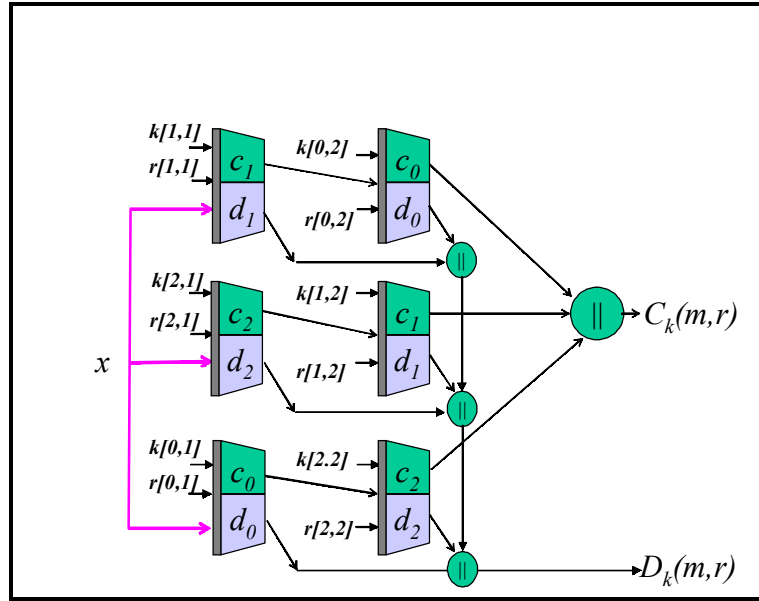 k[1,1]
r[1,1]
c1
d1
k[0,2]
r[0,2]
c0
d0
||
k[2,1]
r[2,1]
c2
d2
k[1,2]
r[1,2]
c1
d1
||
|| Ck(m,r)
x
k[0,1]
r[0,1]
c0
d0
k[2.2]
r[2,2]
c2
d2
|| Dk(m,r)